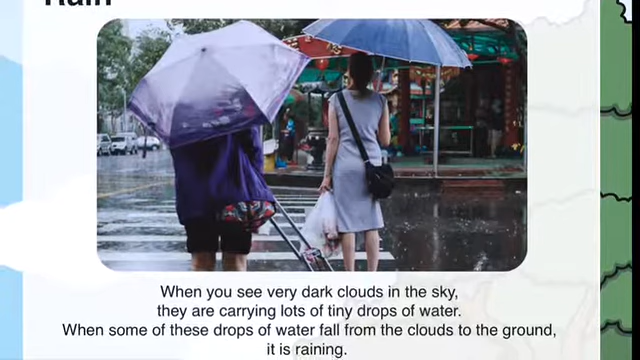 Rain
When you see very dark clouds in the sky,
they are carrying lots of tiny drops of water.
When some of these drops of water fall from the clouds to the ground,
it is raining.